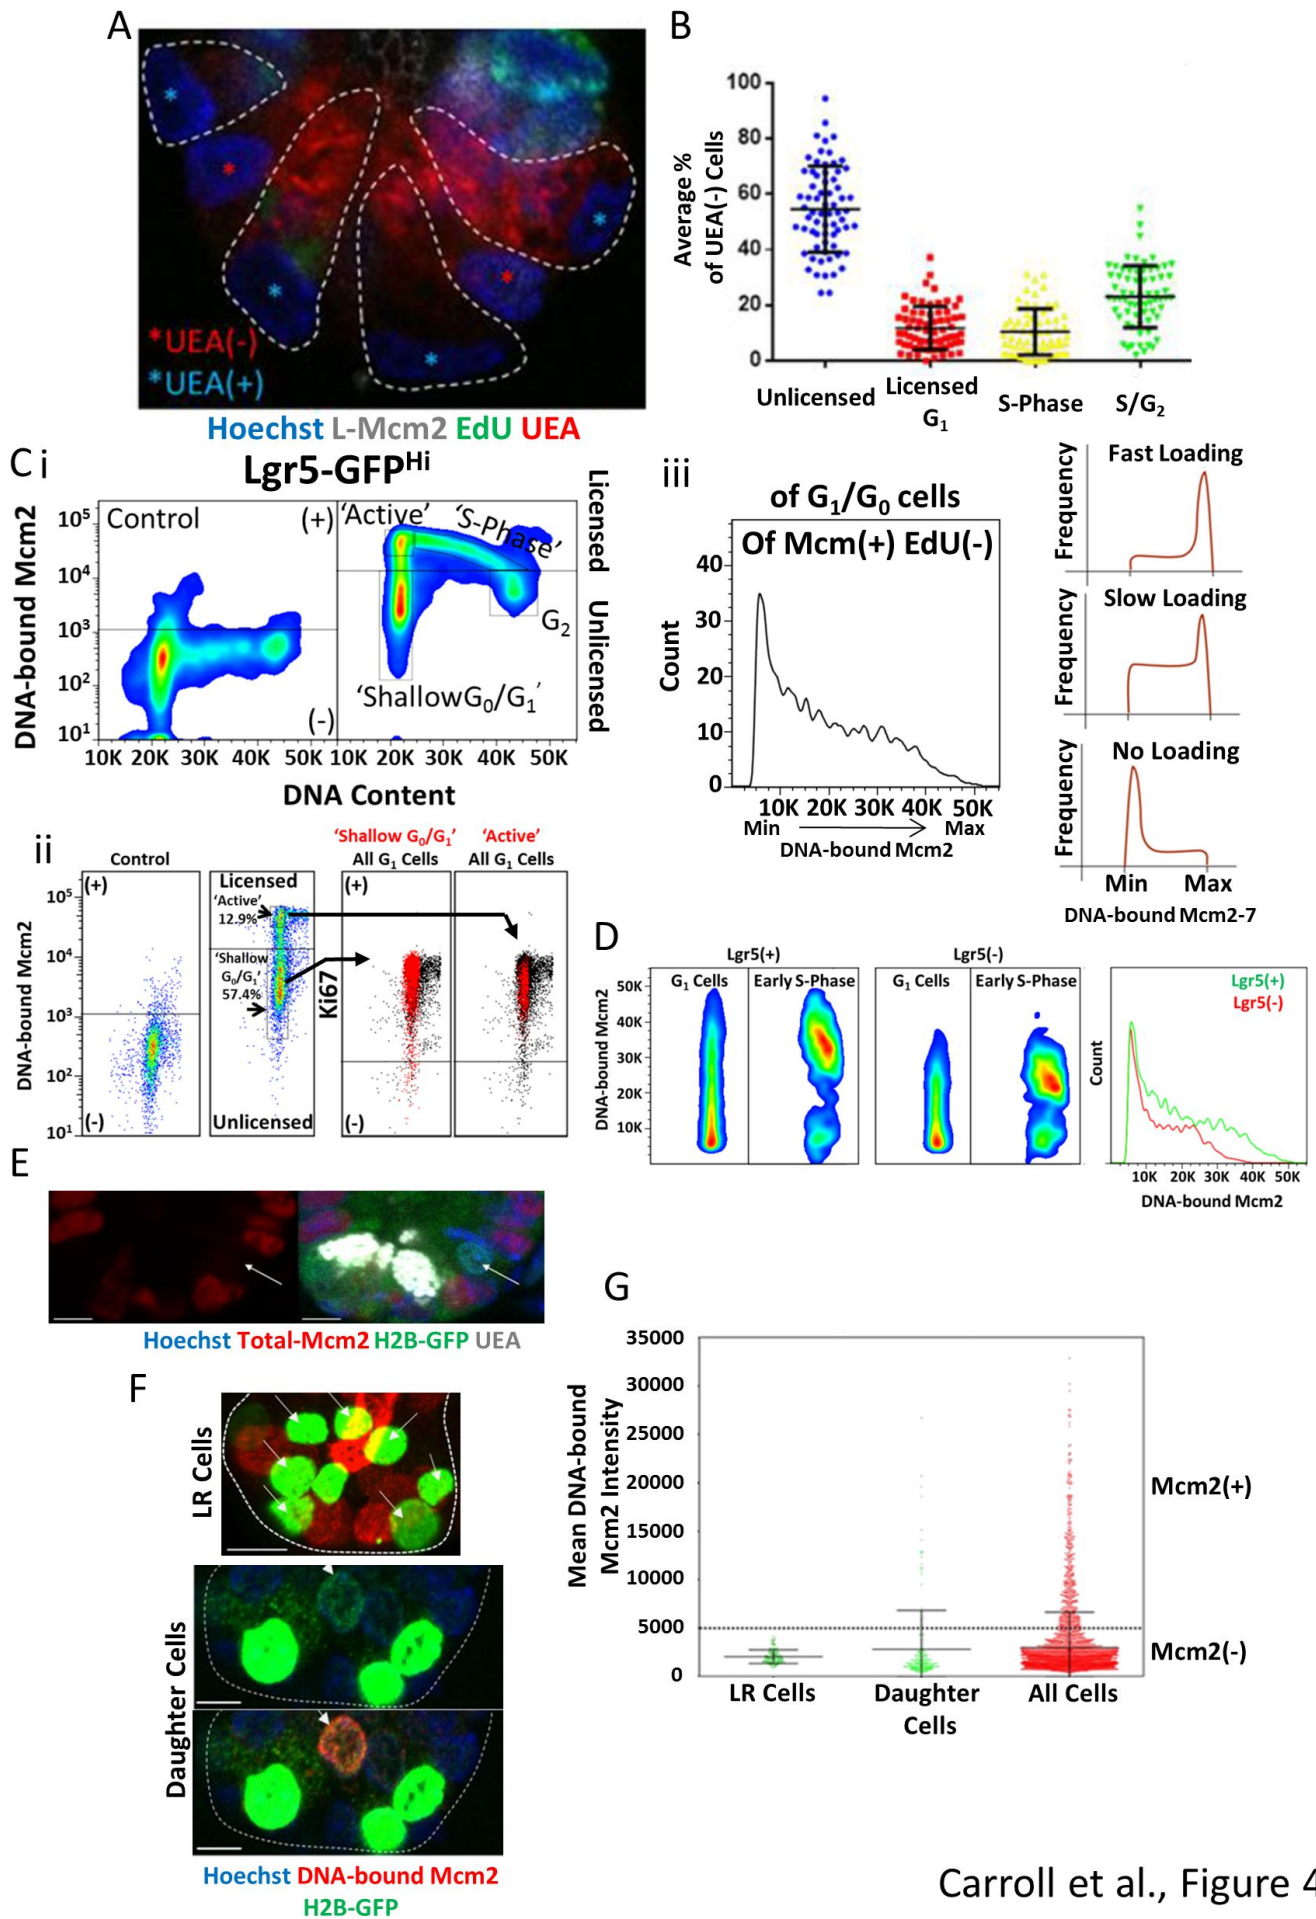 A
*UEA(-)
*UEA(+)
Hoechst L-Mcm2 EdU UEA
B
Average %
of UEA(-) Cells
100
80
60
40
20
0
Unlicensed
Licensed
G1
S-Phase
S/G2
C i
Lgr5-GFPHi
DNA-bound Mcm2
10^5
10^4
10^3
10^2
10^1
Control
(+)
(-)
'Active'
'S-Phase'
G2
'ShallowG0/G1'
Licensed
Unlicensed
10K 20K 30K 40K 50K
10K 20K 30K 40K 50K
DNA Content
ii
DNA-bound Mcm2
10^5
10^4
10^3
10^2
10^1
Control
(+)
(-)
Licensed
'Active'
12.9%
'Shallow
G0/G1'
57.4%
Unlicensed
Ki67
'Shallow G0/G1'
All G1 Cells
(+)
(-)
'Active'
All G1 Cells
iii
of G1/G0 cells
Of Mcm(+) EdU(-)
Count
40
30
20
10
0
10K 20K 30K 40K 50K
Min
Max
DNA-bound Mcm2
Frequency
Fast Loading
Frequency
Slow Loading
Frequency
No Loading
Min
Max
DNA-bound Mcm2-7
D
DNA-bound Mcm2
50K
40K
30K
20K
10K
Lgr5(+)
G1 Cells
Early S-Phase
Lgr5(-)
G1 Cells
Early S-Phase
Lgr5(+)
Lgr5(-)
Count
10K 20K 30K 40K 50K
DNA-bound Mcm2
E
Hoechst Total-Mcm2 H2B-GFP UEA
F
LR Cells
Daughter Cells
Hoechst DNA-bound Mcm2
H2B-GFP
G
Mean DNA-bound
Mcm2 Intensity
35000
30000
25000
20000
15000
10000
5000
0
Mcm2(+)
Mcm2(-)
LR Cells
Daughter
Cells
All Cells
Carroll et al., Figure 4